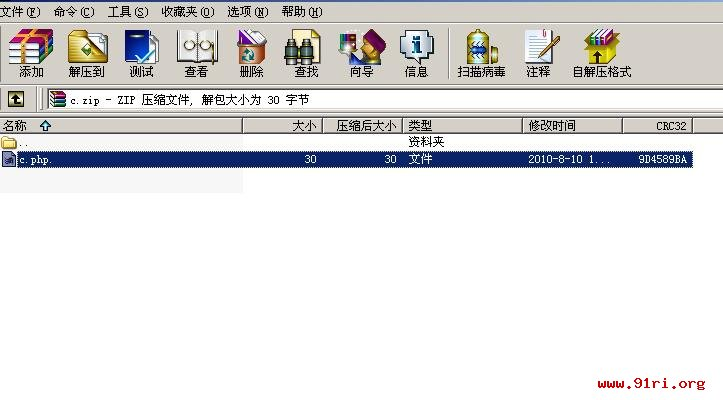 文件(F) 命令(C) 工具(S) 收藏夹(O) 选项(N) 帮助(H)
添加 解压到 测试 查看 删除 查找 向导 信息 扫描病毒 注释 自解压格式
c.zip - ZIP 压缩文件, 解包大小为 30 字节
名称 大小 压缩后大小 类型 修改时间 CRC32
.. 资料夹
c.php. 30 30 文件 2010-8-10 1... 9D4589BA
www.91ri.org